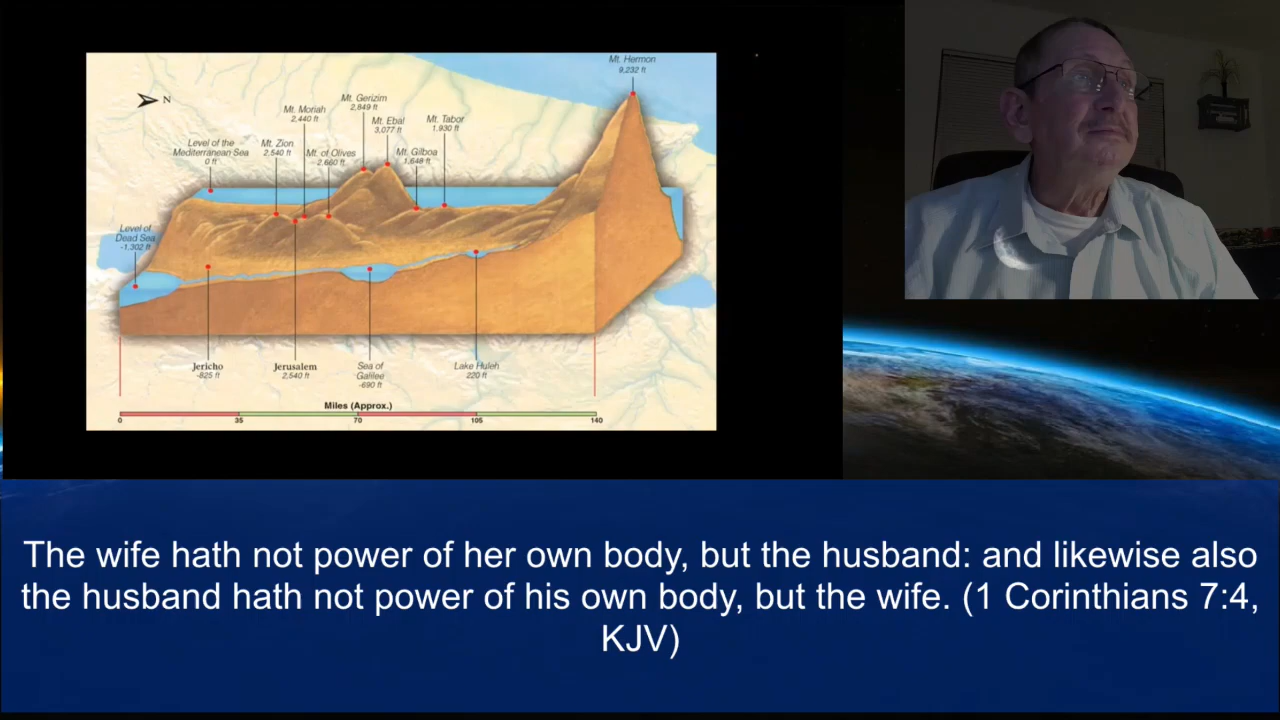 Mt. Hermon
9,232 ft
N
Mt. Gerizim
2,849 ft
Mt. Moriah
2,440 ft
Mt. Ebal
3,077 ft
Mt. Tabor
1,930 ft
Level of the
Mediterranean Sea
0 ft
Mt. Zion
2,540 ft
Mt. of Olives
2,660 ft
Mt. Gilboa
1,648 ft
Level of
Dead Sea
-1,302 ft
Jericho
-825 ft
Jerusalem
2,540 ft
Sea of
Galilee
-690 ft
Lake Huleh
220 ft
Miles (Approx.)
0 35 70 105 140
The wife hath not power of her own body, but the husband: and likewise also
the husband hath not power of his own body, but the wife. (1 Corinthians 7:4,
KJV)